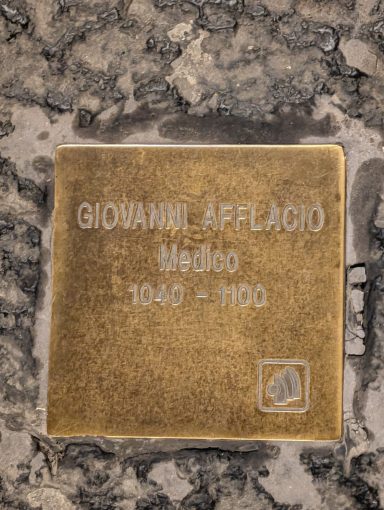 GIOVANNI AFFLACIO
Medico
1040 - 1100